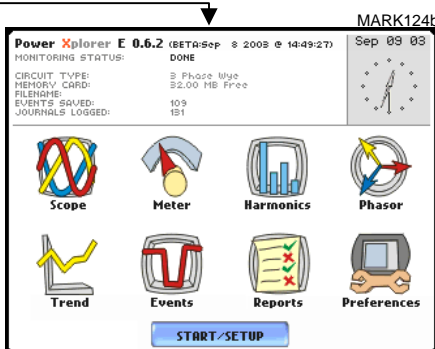 MARK124b
Power Xplorer E 0.6.2 (BETA:Sep 8 2003 @ 14:49:27)
Sep 09 03
MONITORING STATUS: DONE
CIRCUIT TYPE: 3 Phase Wye
MEMORY CARD: 32.00 MB Free
FILENAME:
EVENTS SAVED: 109
JOURNALS LOGGED: 131
Scope Meter Harmonics Phasor
Trend Events Reports Preferences
START/SETUP